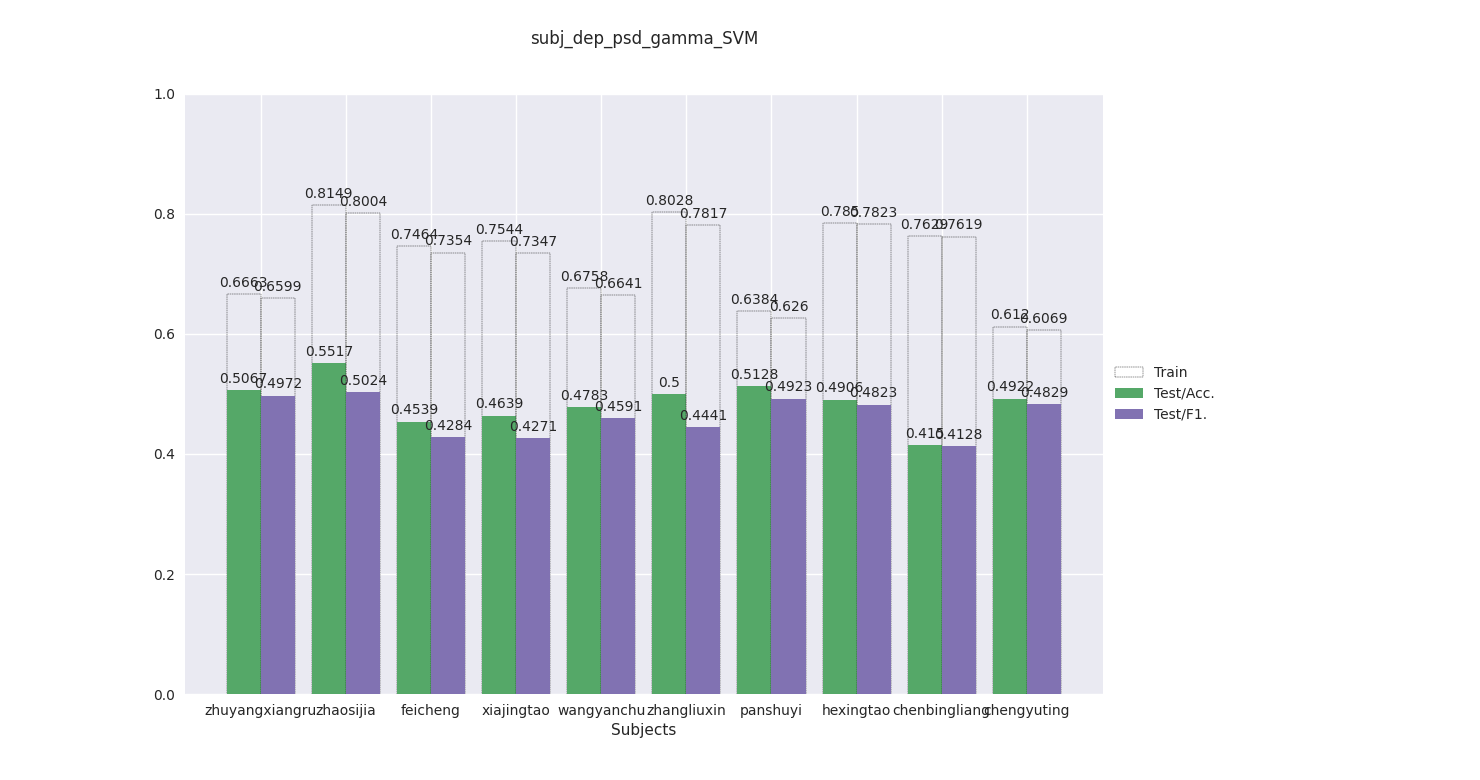 subj_dep_psd_gamma_SVM
1.0
0.8
0.6
0.4
0.2
0.0
0.6663 0.6599 0.8149 0.8004 0.7464 0.7354 0.7544 0.7347 0.6758 0.6641 0.8028 0.7817 0.6384 0.626 0.785 0.7823 0.7629 0.7619 0.612 0.6069
0.5067 0.4972 0.5517 0.5024 0.4539 0.4284 0.4639 0.4271 0.4783 0.4591 0.5 0.4441 0.5128 0.4923 0.4906 0.4823 0.415 0.4128 0.4922 0.4829
zhuyangxiangru zhaosijia feicheng xiajingtao wangyanchu zhangliuxin panshuyi hexingtao chenbingliang chengyuting
Subjects
Train
Test/Acc.
Test/F1.